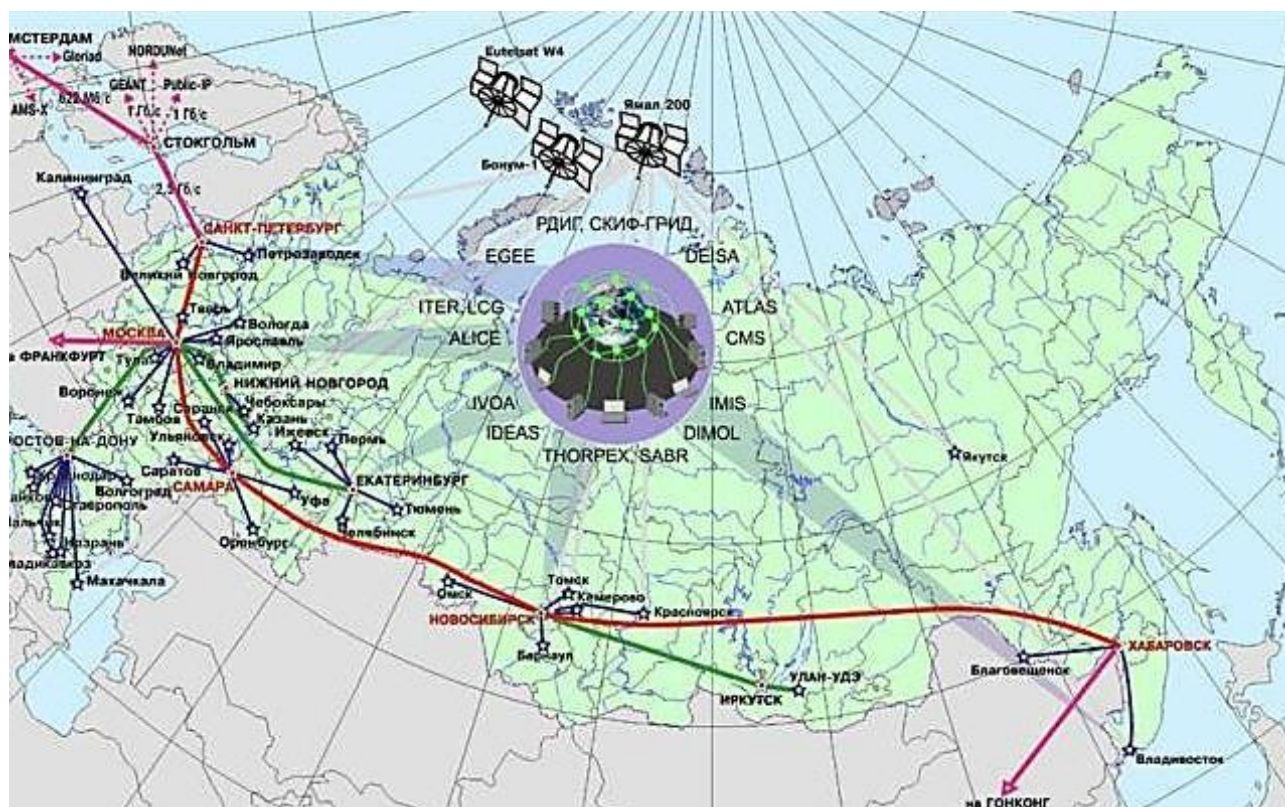 МСТЕРДАМ
Gloriad
NORDUNet
GEANT
Public-IP
622 Мб/с
1 Гб/с
1 Гб/с
AMS-X
СТОКГОЛЬМ
2,5 Гб/с
Калининград
Eutelsat W4
Бонум-1
Ямал 200
САНКТ-ПЕТЕРБУРГ
Петрозаводск
Великий Новгород
РДИГ, СКИФ-ГРИД,
EGEE
DEISA
ITER, LCG
ATLAS
ALICE
CMS
IVOA
IMIS
IDEAS
DIMOL
THORPEX, SABR
Тверь
Вологда
МОСКВА
Ярославль
а ФРАНКФУРТ
Тула
Владимир
Воронеж
НИЖНИЙ НОВГОРОД
Чебоксары
Тамбов
Саранск
Казань
Ульяновск
Ижевск
Пермь
РОСТОВ-НА-ДОНУ
Саратов
САМАРА
ЕКАТЕРИНБУРГ
Волгоград
Уфа
Тюмень
Оренбург
Челябинск
Махачкала
Якутск
Омск
Томск
Кемерово
НОВОСИБИРСК
Красноярск
Барнаул
УЛАН-УДЭ
ИРКУТСК
ХАБАРОВСК
Благовещенск
Владивосток
на ГОНКОНГ